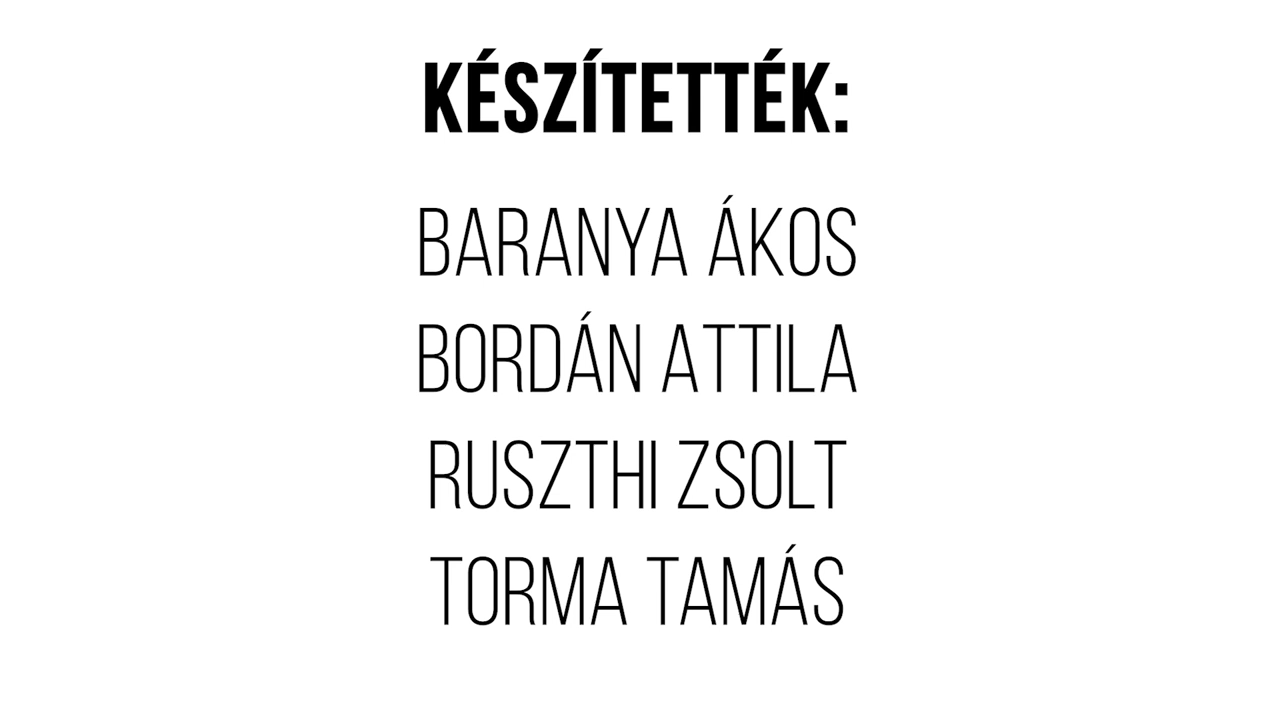 KÉSZÍTETTÉK:
BARANYA ÁKOS
BORDÁN ATTILA
RUSZTHI ZSOLT
TORMA TAMÁS